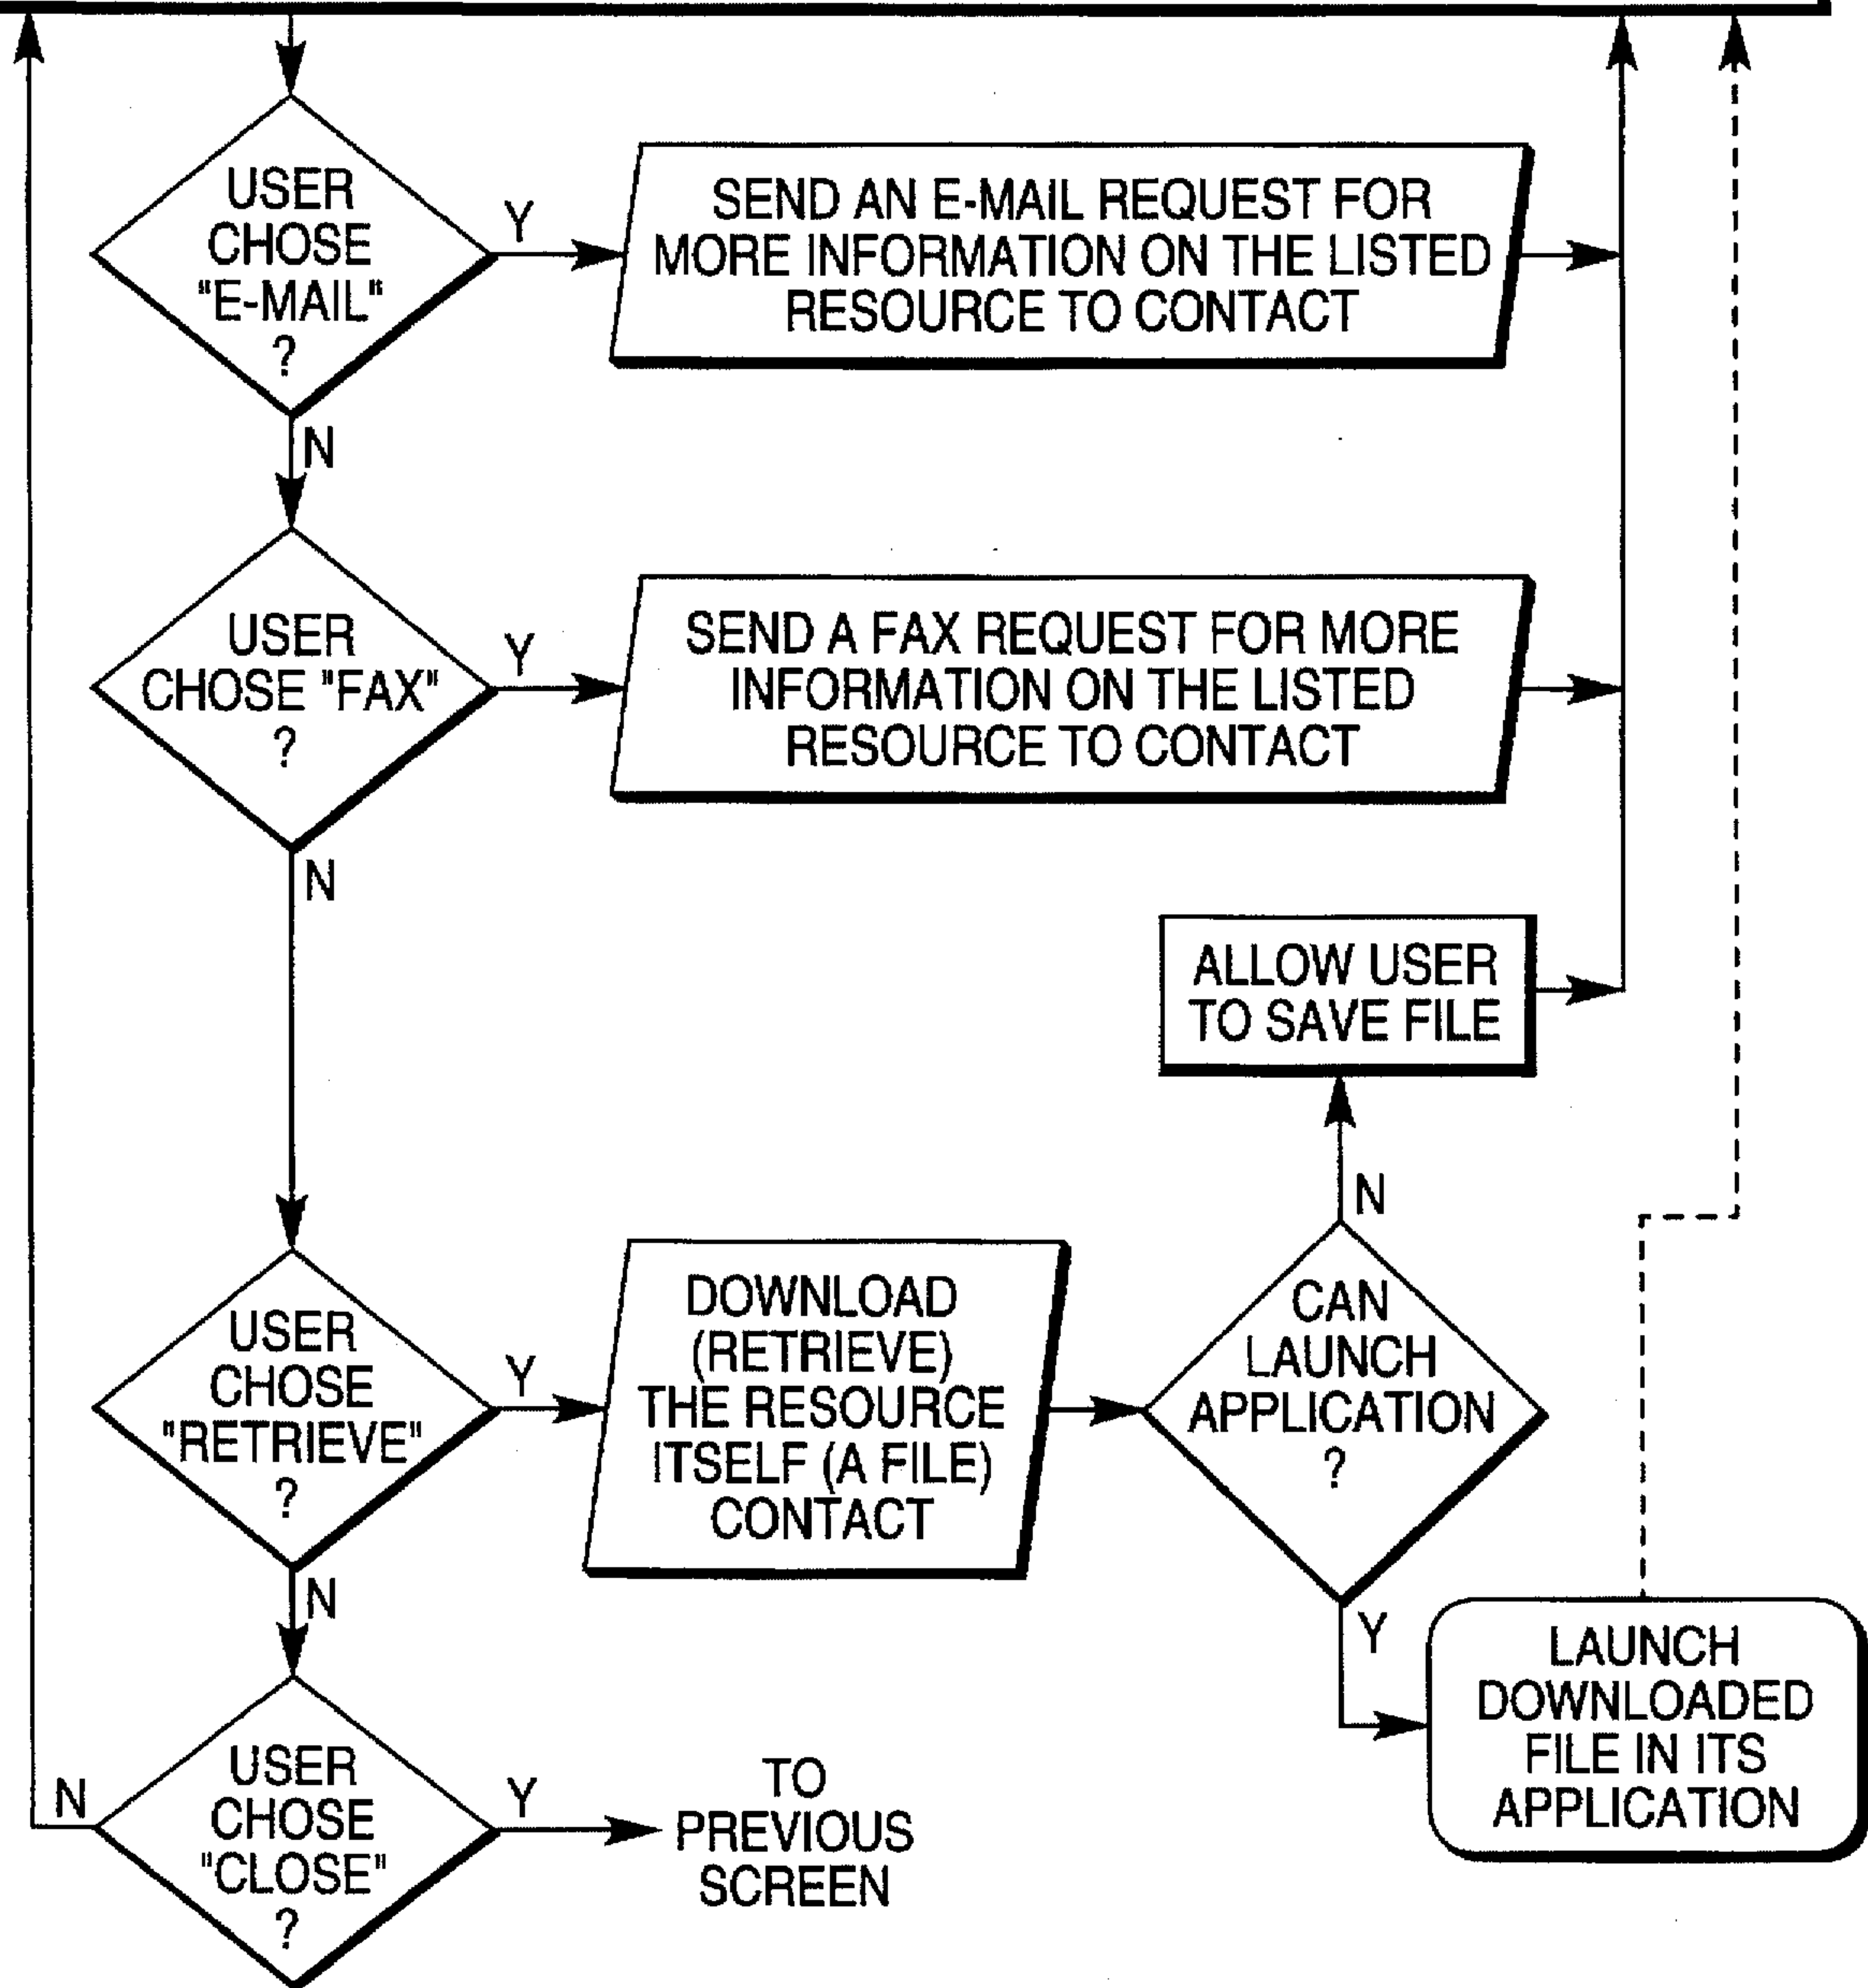 USER
CHOSE
"E-MAIL"
?
Y
SEND AN E-MAIL REQUEST FOR
MORE INFORMATION ON THE LISTED
RESOURCE TO CONTACT
N
USER
CHOSE "FAX"
?
Y
SEND A FAX REQUEST FOR MORE
INFORMATION ON THE LISTED
RESOURCE TO CONTACT
N
ALLOW USER
TO SAVE FILE
N
USER
CHOSE
"RETRIEVE"
?
Y
DOWNLOAD
(RETRIEVE)
THE RESOURCE
ITSELF (A FILE)
CONTACT
CAN
LAUNCH
APPLICATION
?
N
Y
LAUNCH
DOWNLOADED
FILE IN ITS
APPLICATION
USER
CHOSE
"CLOSE"
?
N
Y
TO
PREVIOUS
SCREEN